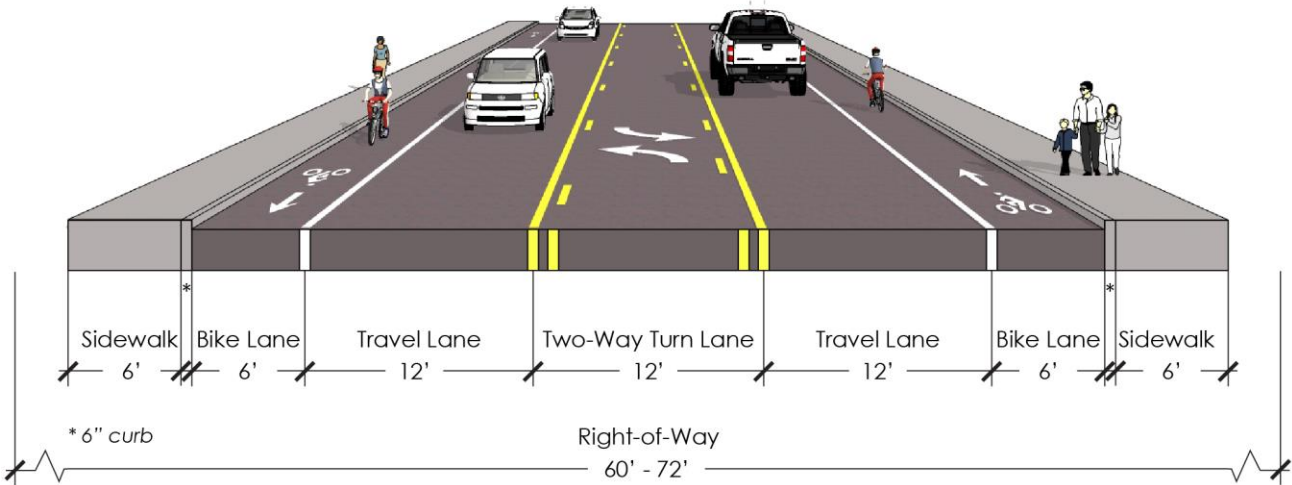 * *
Sidewalk Bike Lane Travel Lane Two-Way Turn Lane Travel Lane Bike Lane Sidewalk
6’ 6’ 12’ 12’ 12’ 6’ 6’
* 6” curb
Right-of-Way
60’ - 72’